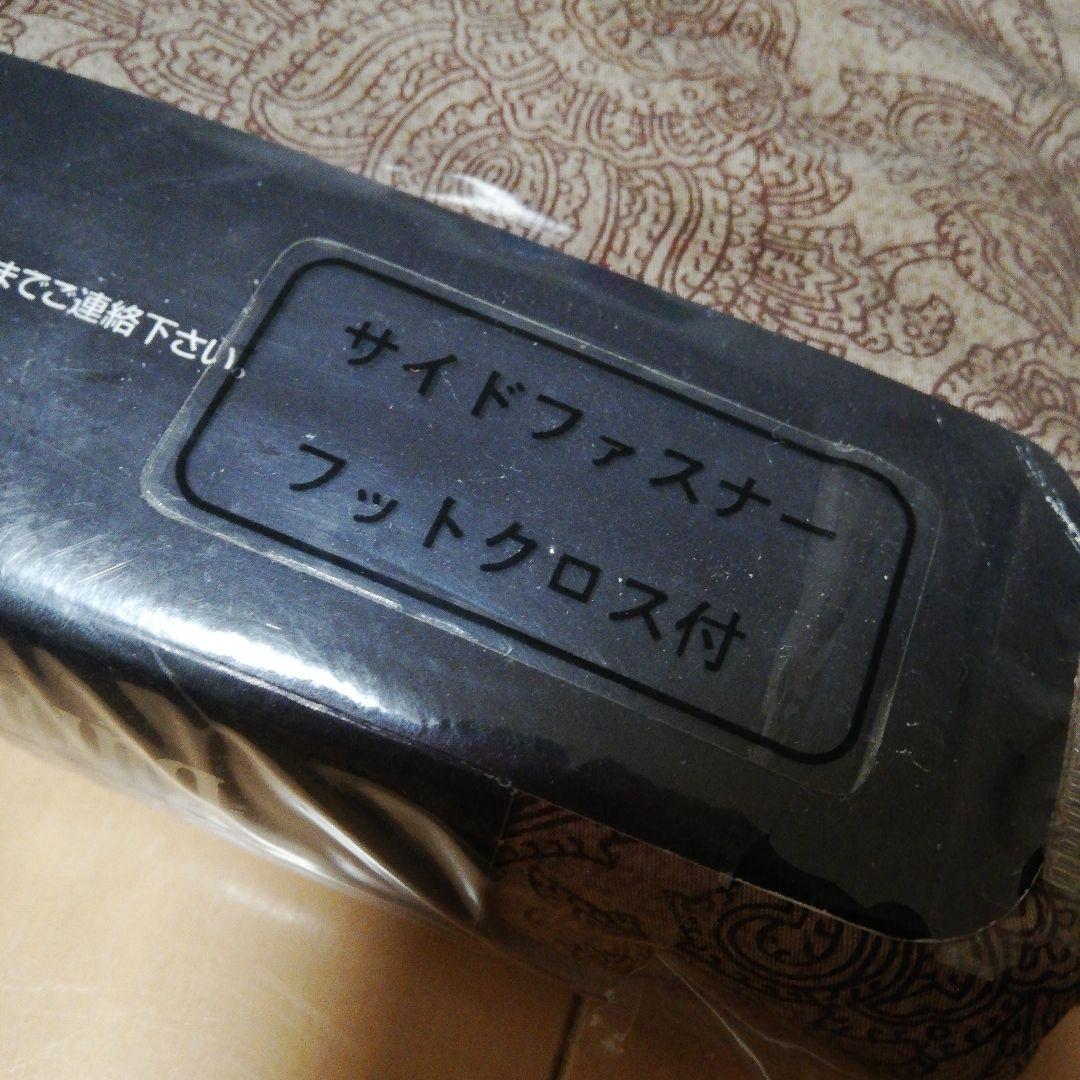 までご連絡下さい。
サイドファスナー
フットクロス付